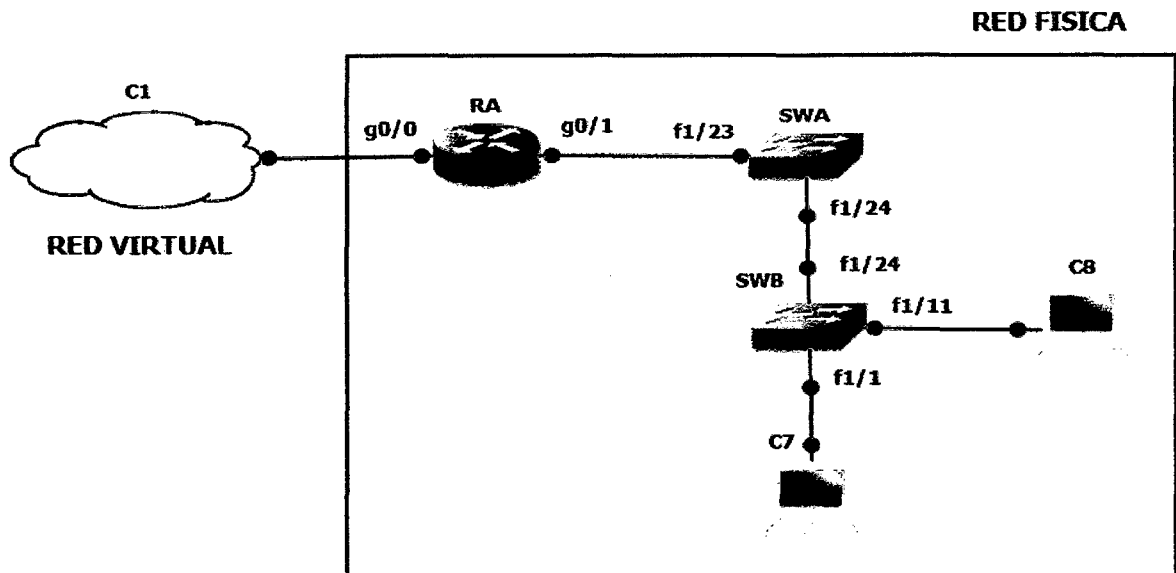 RED FISICA
C1
RA
SWA
g0/0
g0/1
f1/23
RED VIRTUAL
f1/24
f1/24
SWB
C8
f1/11
f1/1
C7